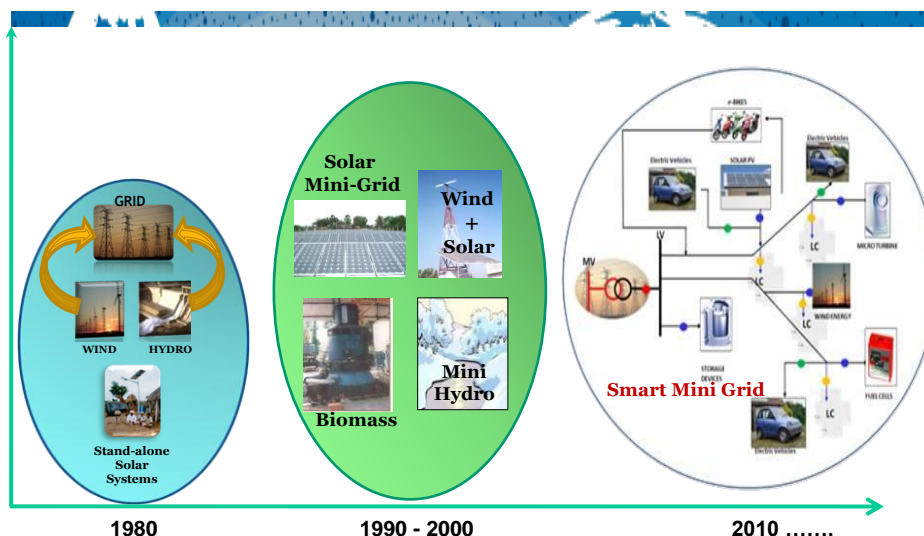 GRID
WIND
HYDRO
Stand-alone
Solar
Systems
1980
Solar
Mini-Grid
Wind
+
Solar
Biomass
Mini
Hydro
1990 - 2000
e-BIKES
Electric Vehicles
SOLAR PV
Electric Vehicles
LV
MV
LC
MICRO TURBINE
LC
WIND ENERGY
LC
STORAGE
DEVICES
Smart Mini Grid
FUEL CELLS
LC
Electric Vehicles
2010 .......